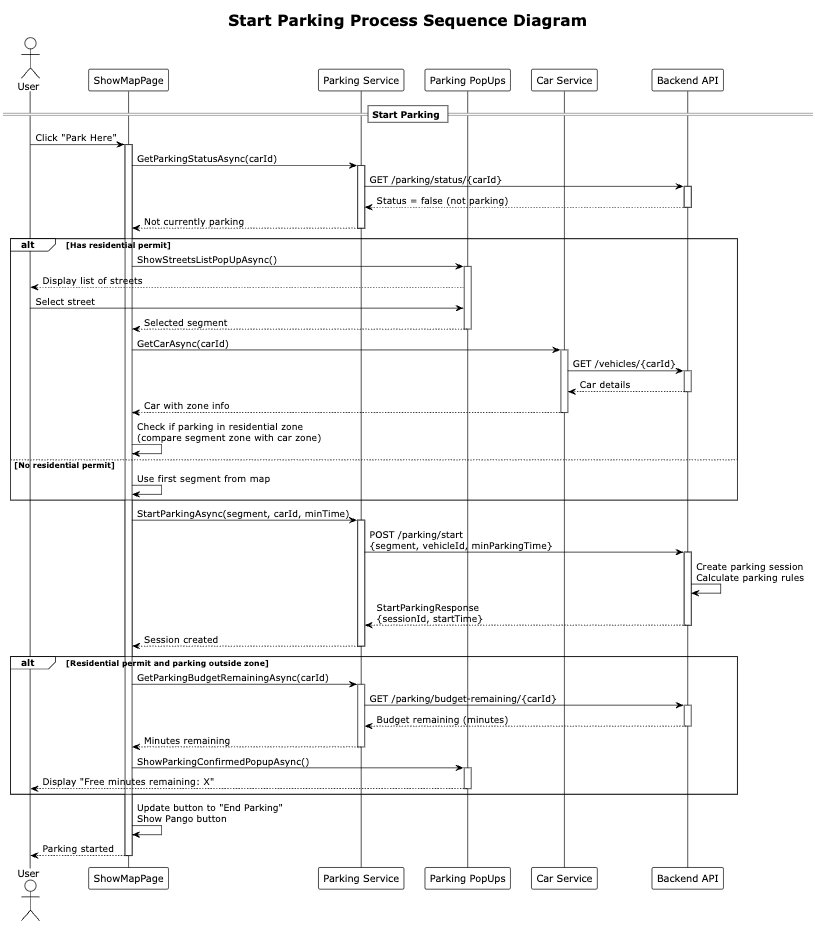 Start Parking Process Sequence Diagram
User
ShowMapPage
Parking Service
Parking PopUps
Car Service
Backend API
Start Parking
Click "Park Here"
GetParkingStatusAsync(carId)
GET /parking/status/{carId}
Status = false (not parking)
Not currently parking
alt
[Has residential permit]
ShowStreetsListPopUpAsync()
Display list of streets
Select street
Selected segment
GetCarAsync(carId)
GET /vehicles/{carId}
Car details
Car with zone info
Check if parking in residential zone
(compare segment zone with car zone)
[No residential permit]
Use first segment from map
StartParkingAsync(segment, carId, minTime)
POST /parking/start
{segment, vehicleId, minParkingTime}
Create parking session
Calculate parking rules
StartParkingResponse
{sessionId, startTime}
Session created
alt
[Residential permit and parking outside zone]
GetParkingBudgetRemainingAsync(carId)
GET /parking/budget-remaining/{carId}
Budget remaining (minutes)
Minutes remaining
ShowParkingConfirmedPopupAsync()
Display "Free minutes remaining: X"
Update button to "End Parking"
Show Pango button
Parking started
User
ShowMapPage
Parking Service
Parking PopUps
Car Service
Backend API